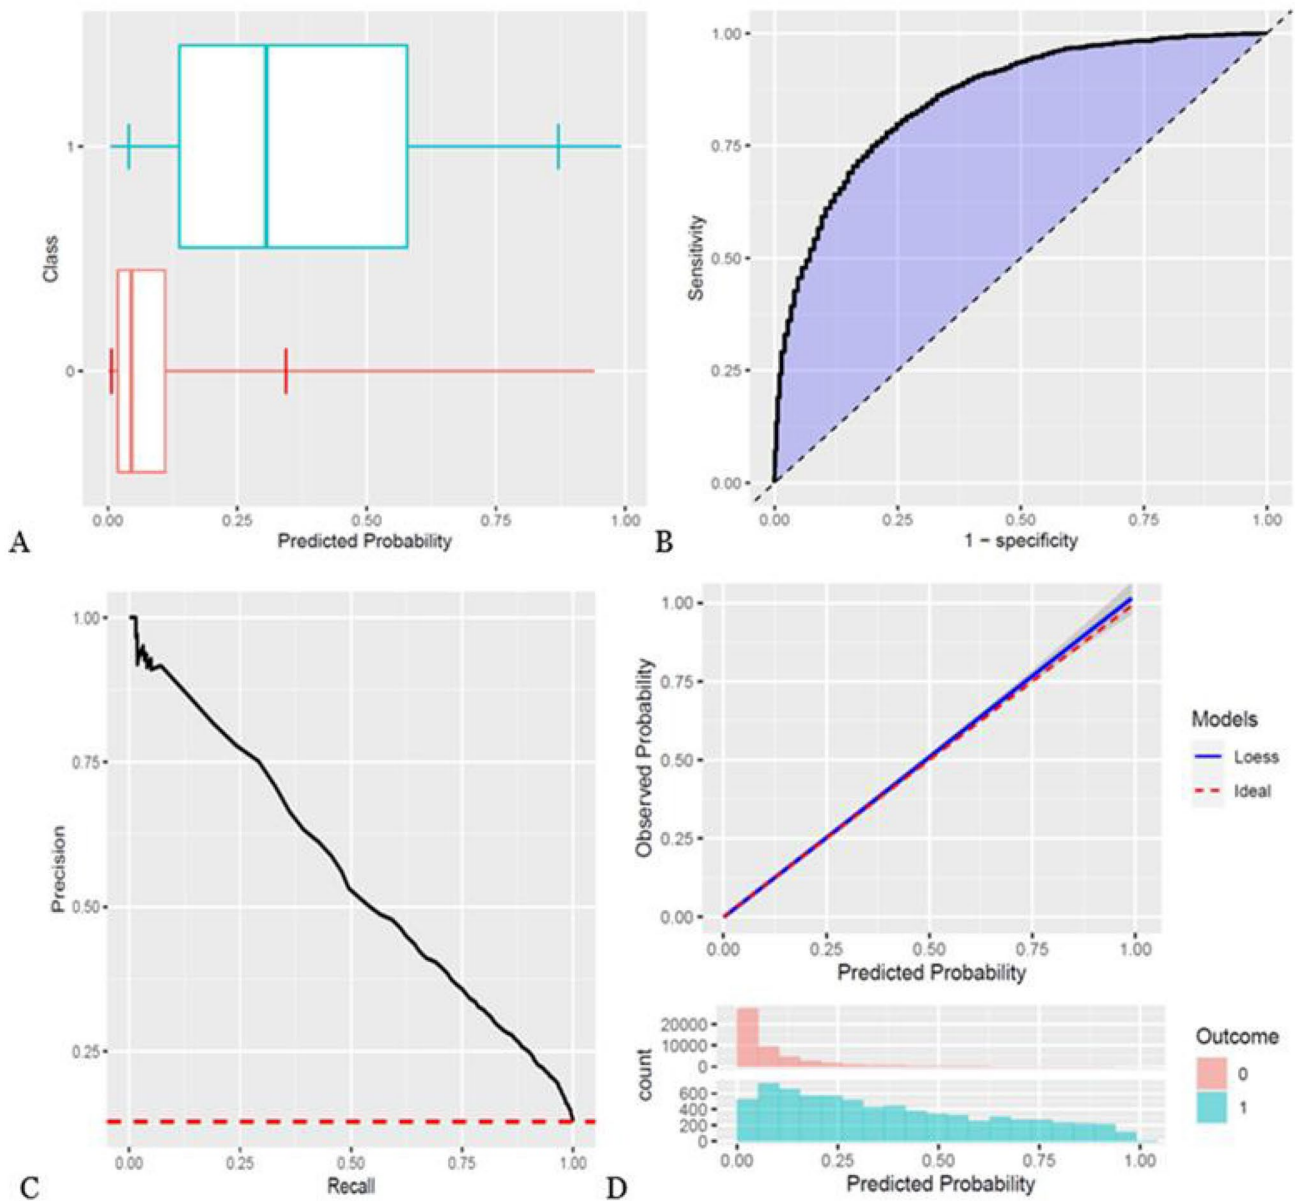 Class
1
0
0.00 0.25 0.50 0.75 1.00
Predicted Probability
A
Sensitivity
1.00
0.75
0.50
0.25
0.00
0.00 0.25 0.50 0.75 1.00
1 − specificity
B
Precision
1.00
0.75
0.50
0.25
0.00 0.25 0.50 0.75 1.00
Recall
C
Observed Probability
1.00
0.75
0.50
0.25
0.00
0.00 0.25 0.50 0.75 1.00
Predicted Probability
Models
Loess
Ideal
count
20000
10000
0
600
400
200
0
0.00 0.25 0.50 0.75 1.00
Predicted Probability
Outcome
0
1
D